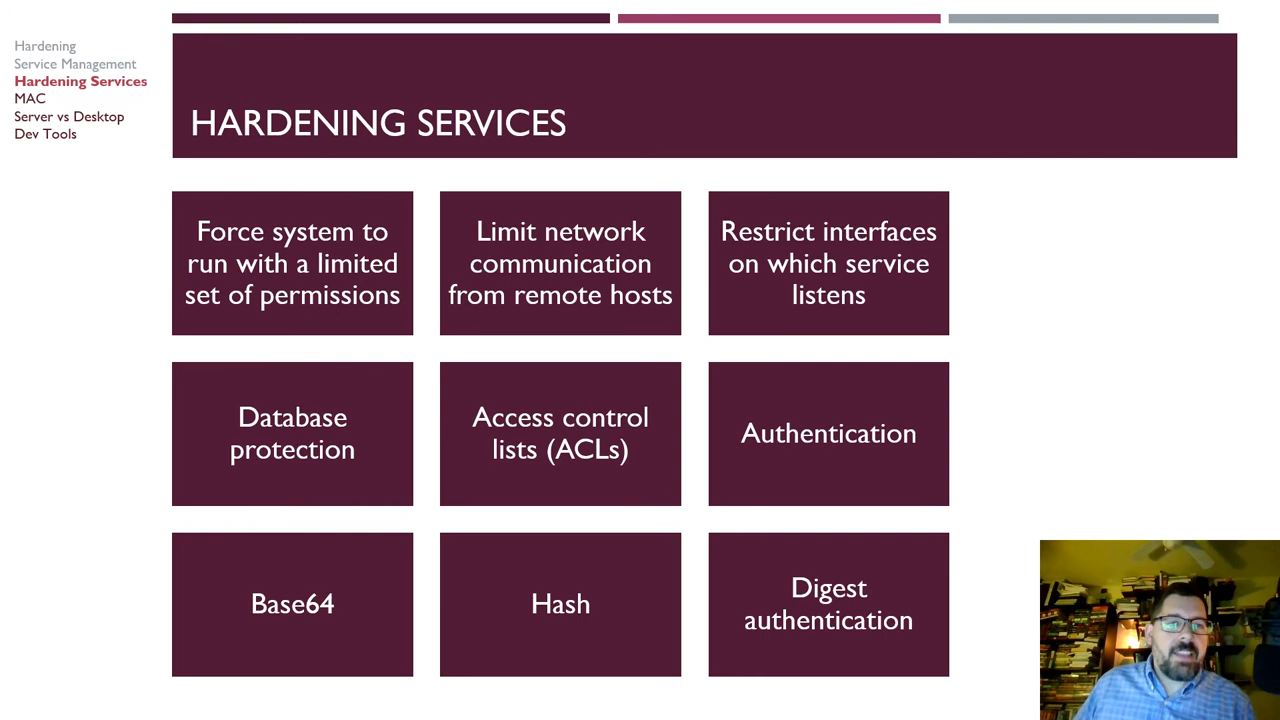 Hardening
Service Management
Hardening Services
MAC
Server vs Desktop
Dev Tools
HARDENING SERVICES
Force system to
run with a limited
set of permissions
Limit network
communication
from remote hosts
Restrict interfaces
on which service
listens
Database
protection
Access control
lists (ACLs)
Authentication
Base64
Hash
Digest
authentication